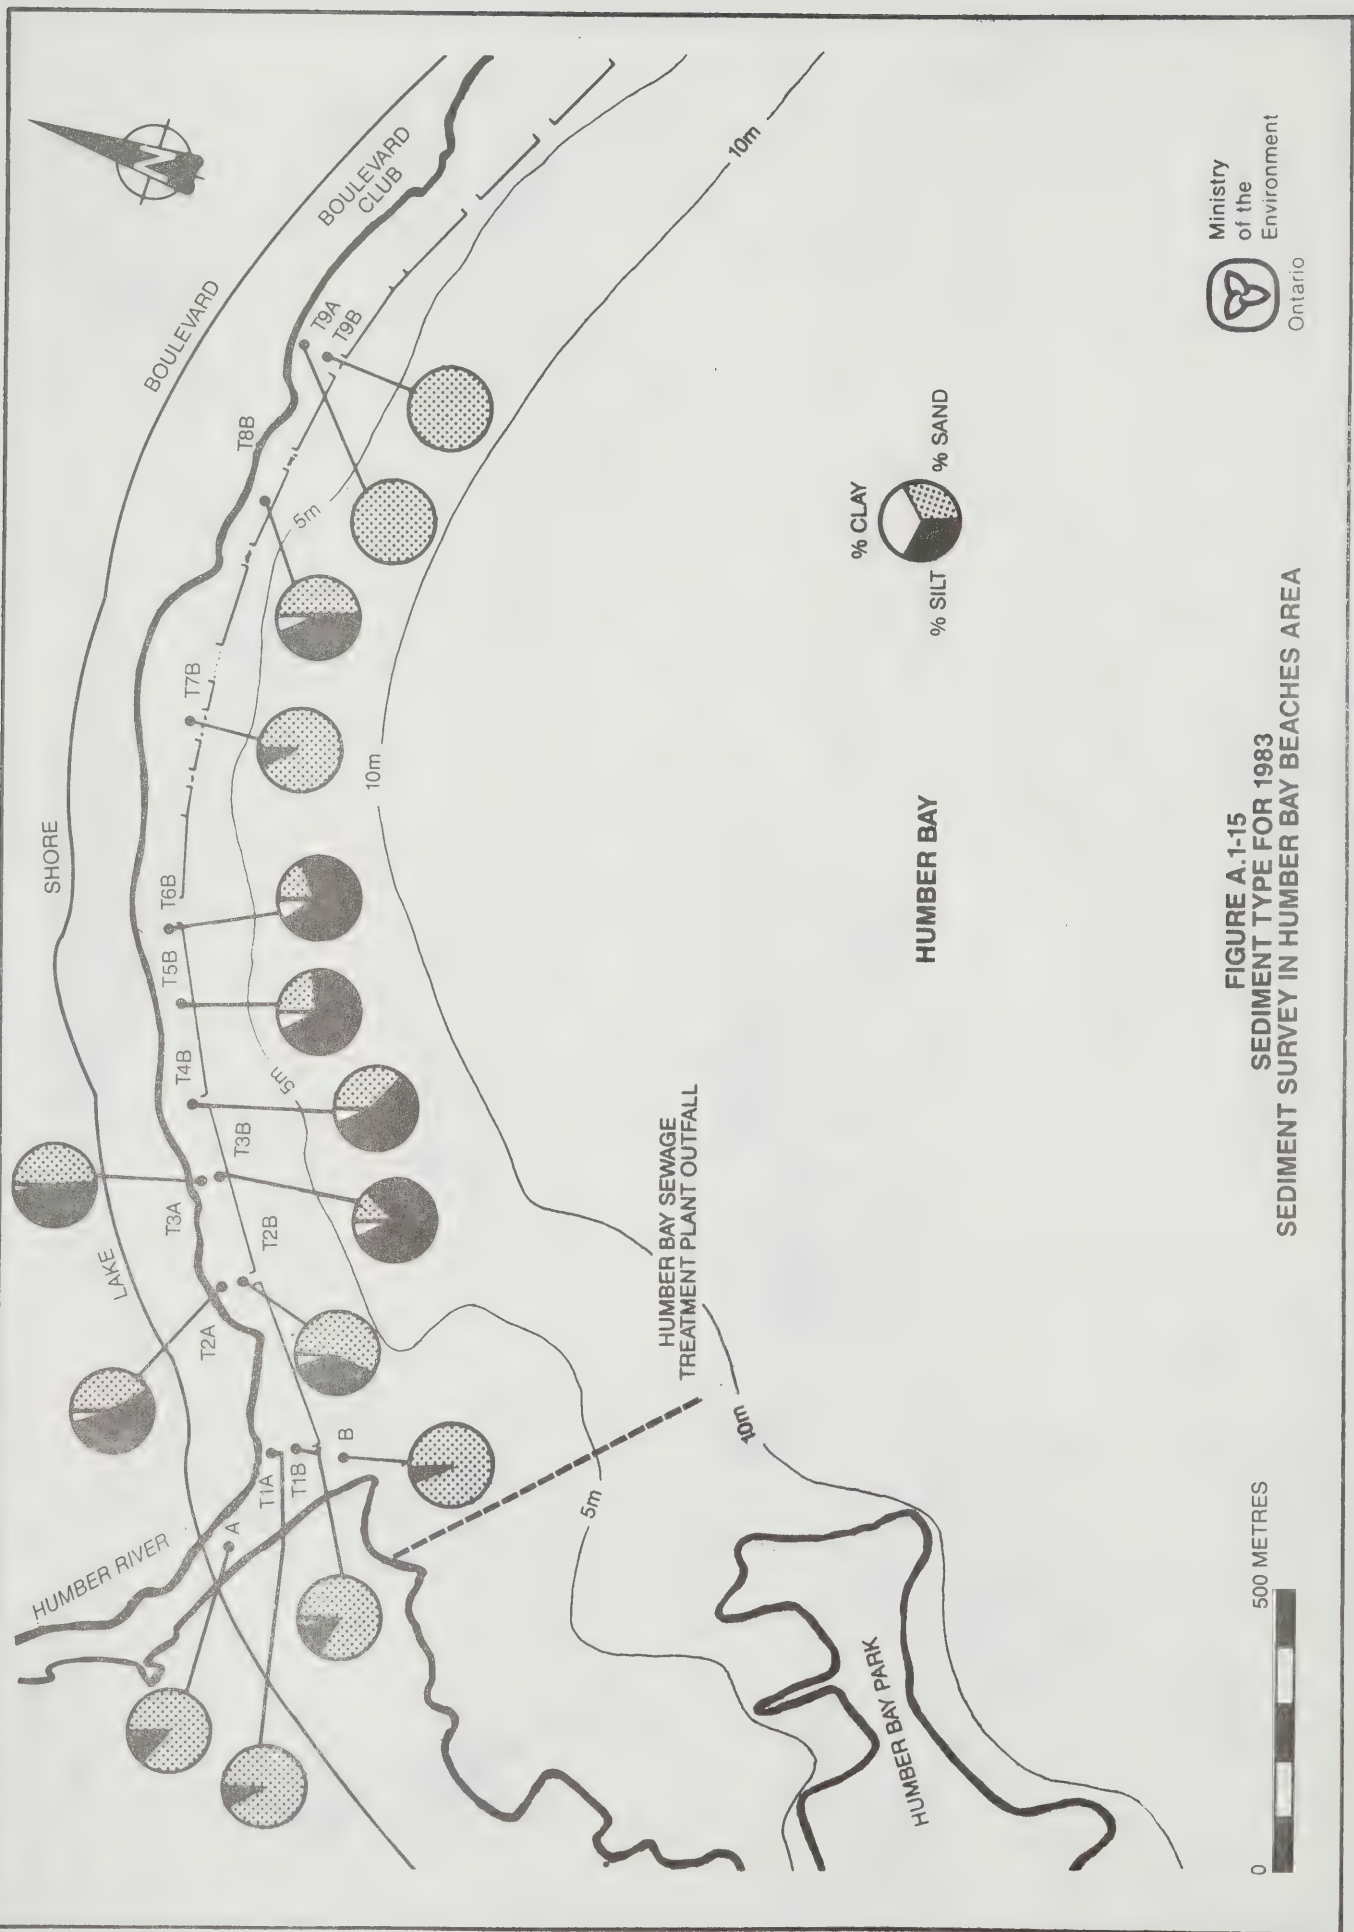 SHORE
LAKE
BOULEVARD
BOULEVARD
CLUB
HUMBER RIVER
A
T1A
T1B
B
T2A
T2B
T3A
T3B
T4B
T5B
T6B
T7B
T8B
T9A
T9B
5m
5m
5m
10m
10m
10m
N
HUMBER BAY SEWAGE
TREATMENT PLANT OUTFALL
HUMBER BAY
HUMBER BAY PARK
% CLAY
% SILT
% SAND
0
500 METRES
FIGURE A.1-15
SEDIMENT TYPE FOR 1983
SEDIMENT SURVEY IN HUMBER BAY BEACHES AREA
Ministry
of the
Environment
Ontario